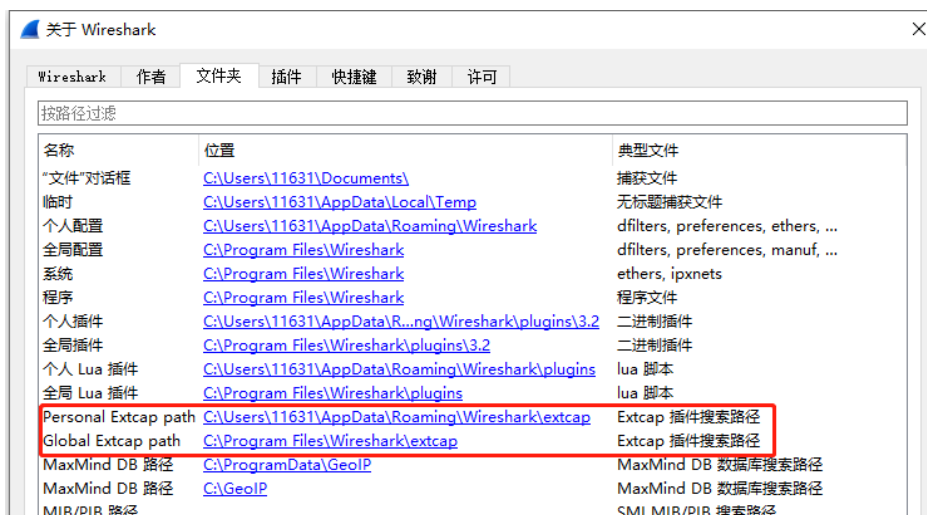 关于 Wireshark
Wireshark 作者 文件夹 插件 快捷键 致谢 许可
按路径过滤
名称 位置 典型文件
“文件”对话框 C:\Users\11631\Documents\ 捕获文件
临时 C:\Users\11631\AppData\Local\Temp 无标题捕获文件
个人配置 C:\Users\11631\AppData\Roaming\Wireshark dfilters, preferences, ethers, ...
全局配置 C:\Program Files\Wireshark dfilters, preferences, manuf, ...
系统 C:\Program Files\Wireshark ethers, ipxnets
程序 C:\Program Files\Wireshark 程序文件
个人插件 C:\Users\11631\AppData\R...ng\Wireshark\plugins\3.2 二进制插件
全局插件 C:\Program Files\Wireshark\plugins\3.2 二进制插件
个人 Lua 插件 C:\Users\11631\AppData\Roaming\Wireshark\plugins lua 脚本
全局 Lua 插件 C:\Program Files\Wireshark\plugins lua 脚本
Personal Extcap path C:\Users\11631\AppData\Roaming\Wireshark\extcap Extcap 插件搜索路径
Global Extcap path C:\Program Files\Wireshark\extcap Extcap 插件搜索路径
MaxMind DB 路径 C:\ProgramData\GeoIP MaxMind DB 数据库搜索路径
MaxMind DB 路径 C:\GeoIP MaxMind DB 数据库搜索路径
MIB/PIB 路径 SMI MIB/PIB 搜索路径